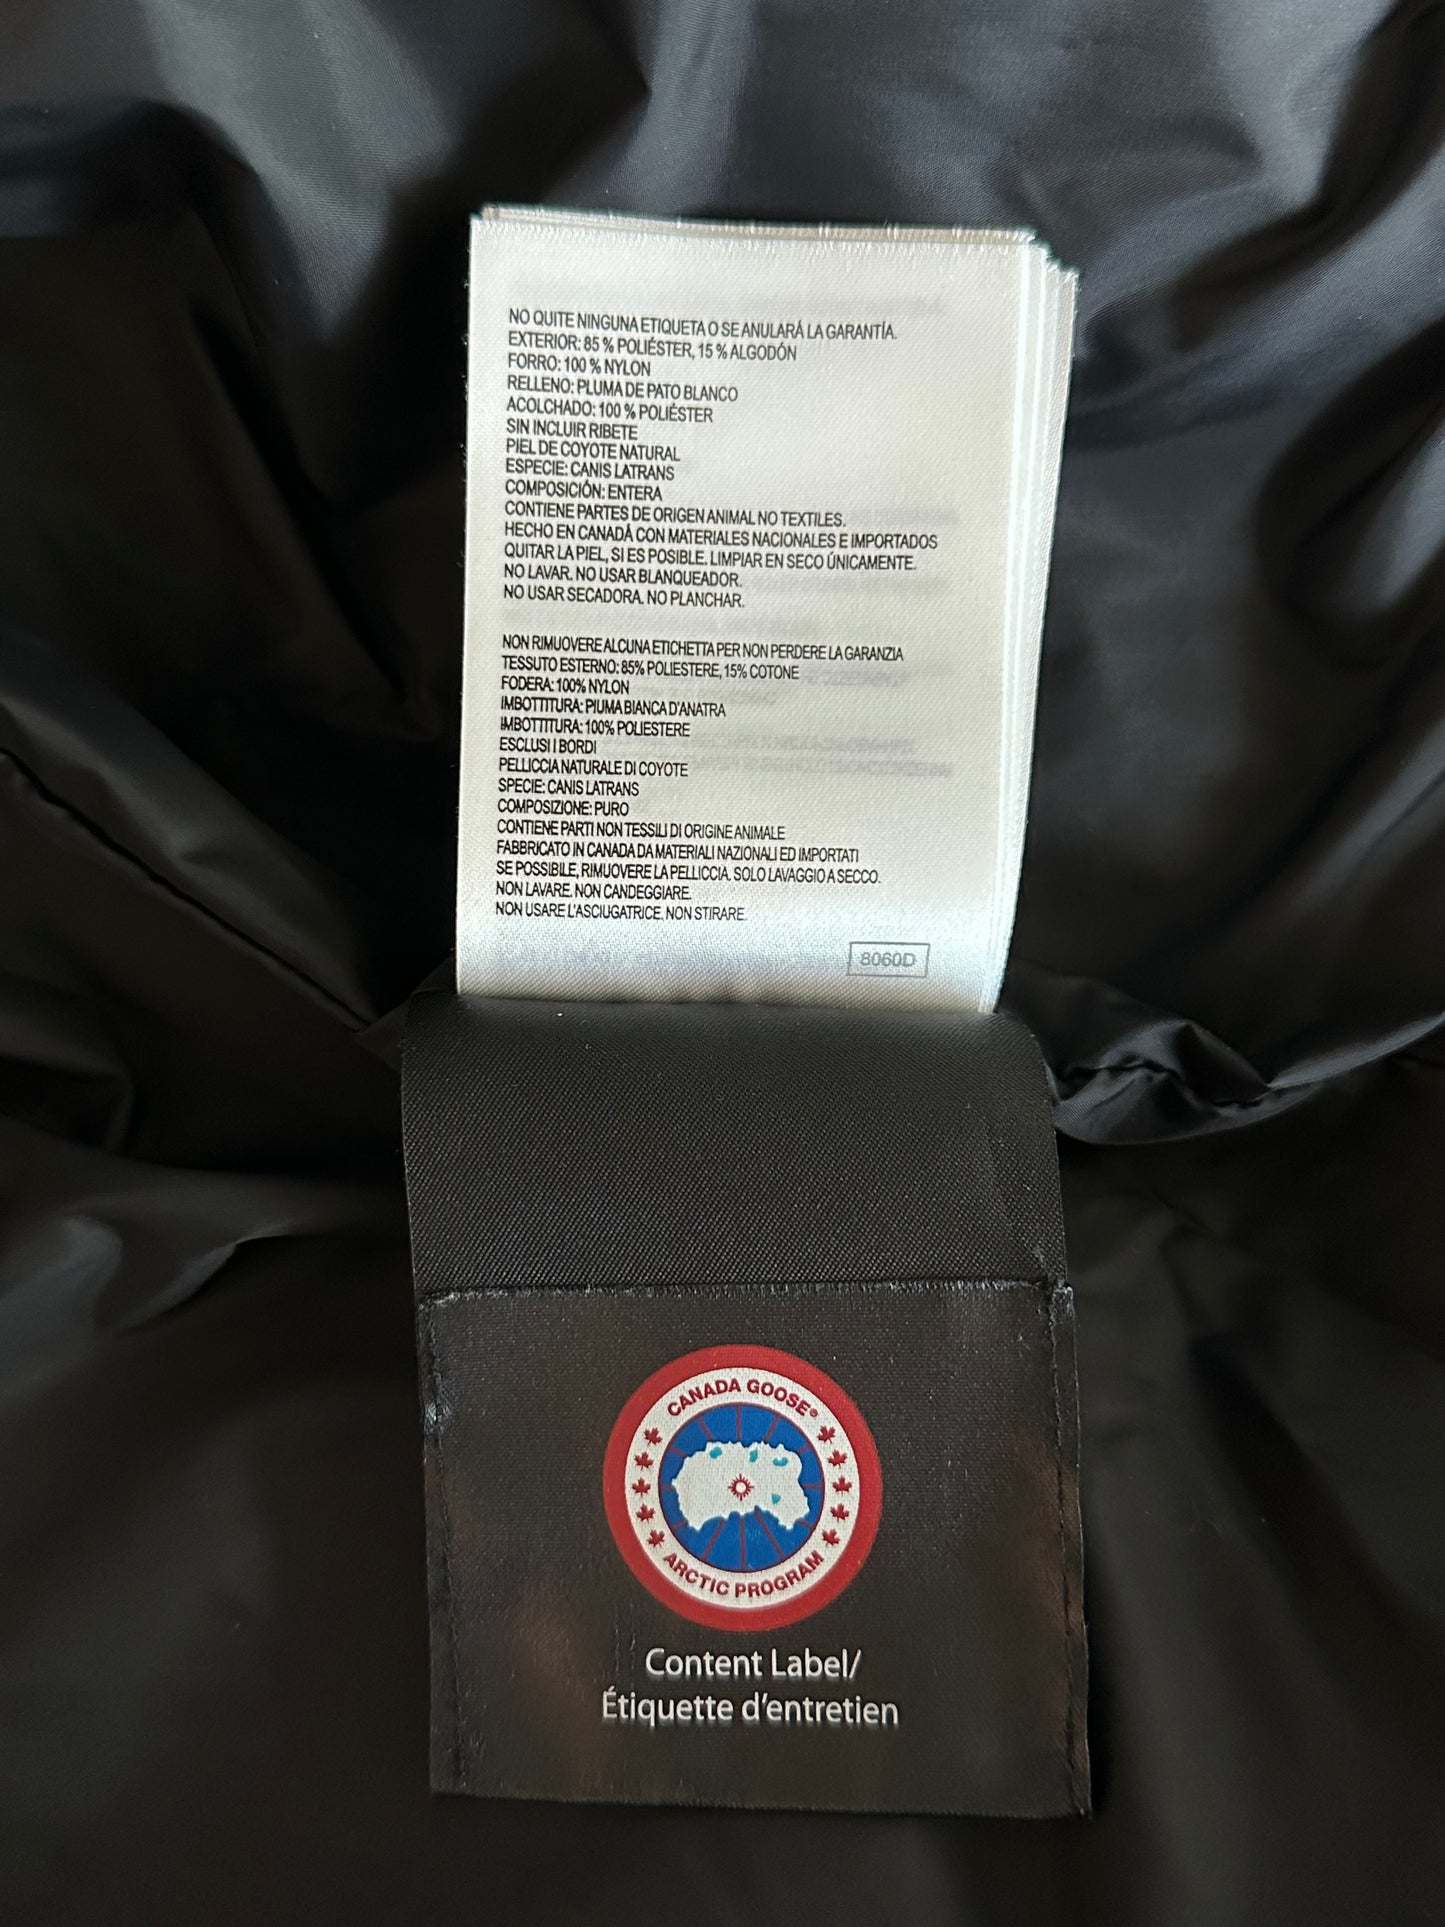 NO QUITE NINGUNA ETIQUETA O SE ANULARÁ LA GARANTÍA.
EXTERIOR: 85 % POLIÉSTER, 15 % ALGODÓN
FORRO: 100 % NYLON
RELLENO: PLUMA DE PATO BLANCO
ACOLCHADO: 100 % POLIÉSTER
SIN INCLUIR RIBETE
PIEL DE COYOTE NATURAL
ESPECIE: CANIS LATRANS
COMPOSICIÓN: ENTERA
CONTIENE PARTES DE ORIGEN ANIMAL NO TEXTILES.
HECHO EN CANADÁ CON MATERIALES NACIONALES E IMPORTADOS
QUITAR LA PIEL, SI ES POSIBLE. LIMPIAR EN SECO ÚNICAMENTE.
NO LAVAR. NO USAR BLANQUEADOR.
NO USAR SECADORA. NO PLANCHAR.
NON RIMUOVERE ALCUNA ETICHETTA PER NON PERDERE LA GARANZIA
TESSUTO ESTERNO: 85% POLIESTERE, 15% COTONE
FODERA: 100% NYLON
IMBOTTITURA: PIUMA BIANCA D'ANATRA
IMBOTTITURA: 100% POLIESTERE
ESCLUSI I BORDI
PELLICCIA NATURALE DI COYOTE
SPECIE: CANIS LATRANS
COMPOSIZIONE: PURO
CONTIENE PARTI NON TESSILI DI ORIGINE ANIMALE
FABBRICATO IN CANADA DA MATERIALI NAZIONALI ED IMPORTATI
SE POSSIBILE, RIMUOVERE LA PELLICCIA. SOLO LAVAGGIO A SECCO.
NON LAVARE. NON CANDEGGIARE.
NON USARE L'ASCIUGATRICE. NON STIRARE.
8060D
CANADA GOOSE®
ARCTIC PROGRAM
Content Label/
Étiquette d'entretien